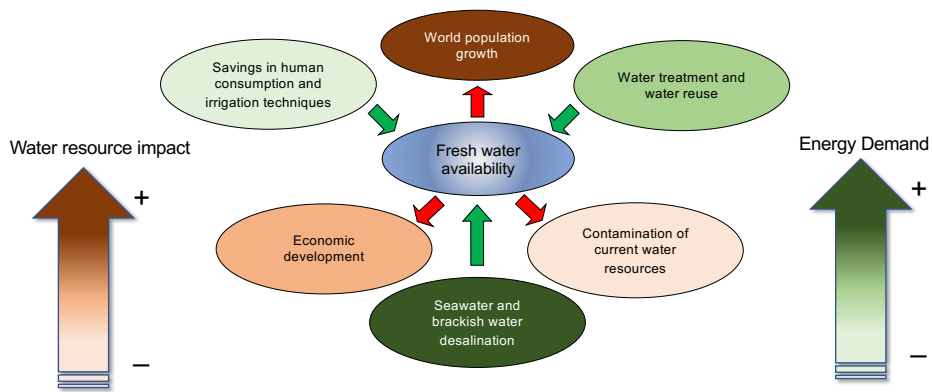 World population
growth
Savings in human
consumption and
irrigation techniques
Water treatment and
water reuse
Water resource impact
Fresh water
availability
Energy Demand
+
+
Economic
development
Contamination of
current water
resources
Seawater and
brackish water
desalination
–
–